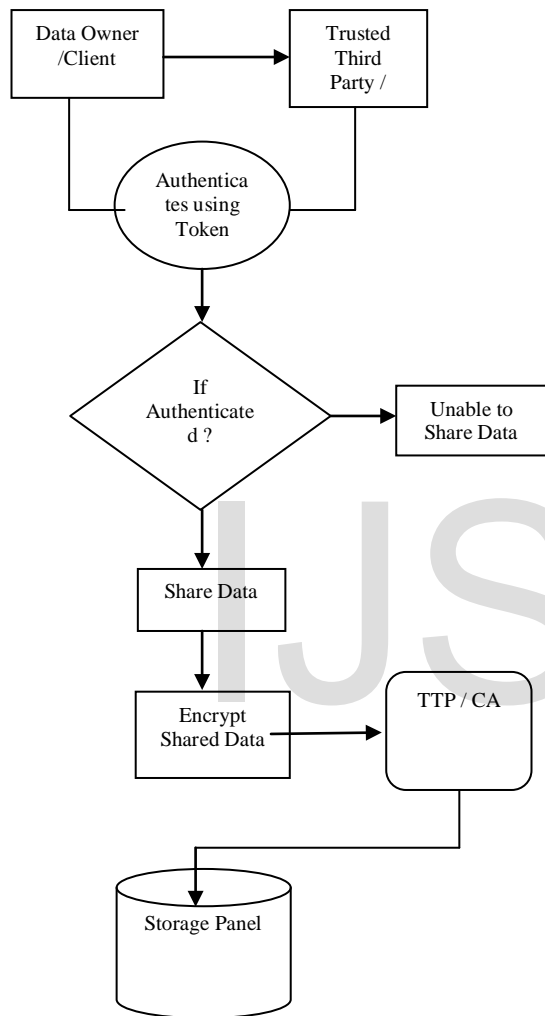 Data Owner
/Client
Trusted
Third
Party /
Authentica
tes using
Token
If
Authenticate
d ?
Unable to
Share Data
Share Data
Encrypt
Shared Data
TTP / CA
Storage Panel
IJS